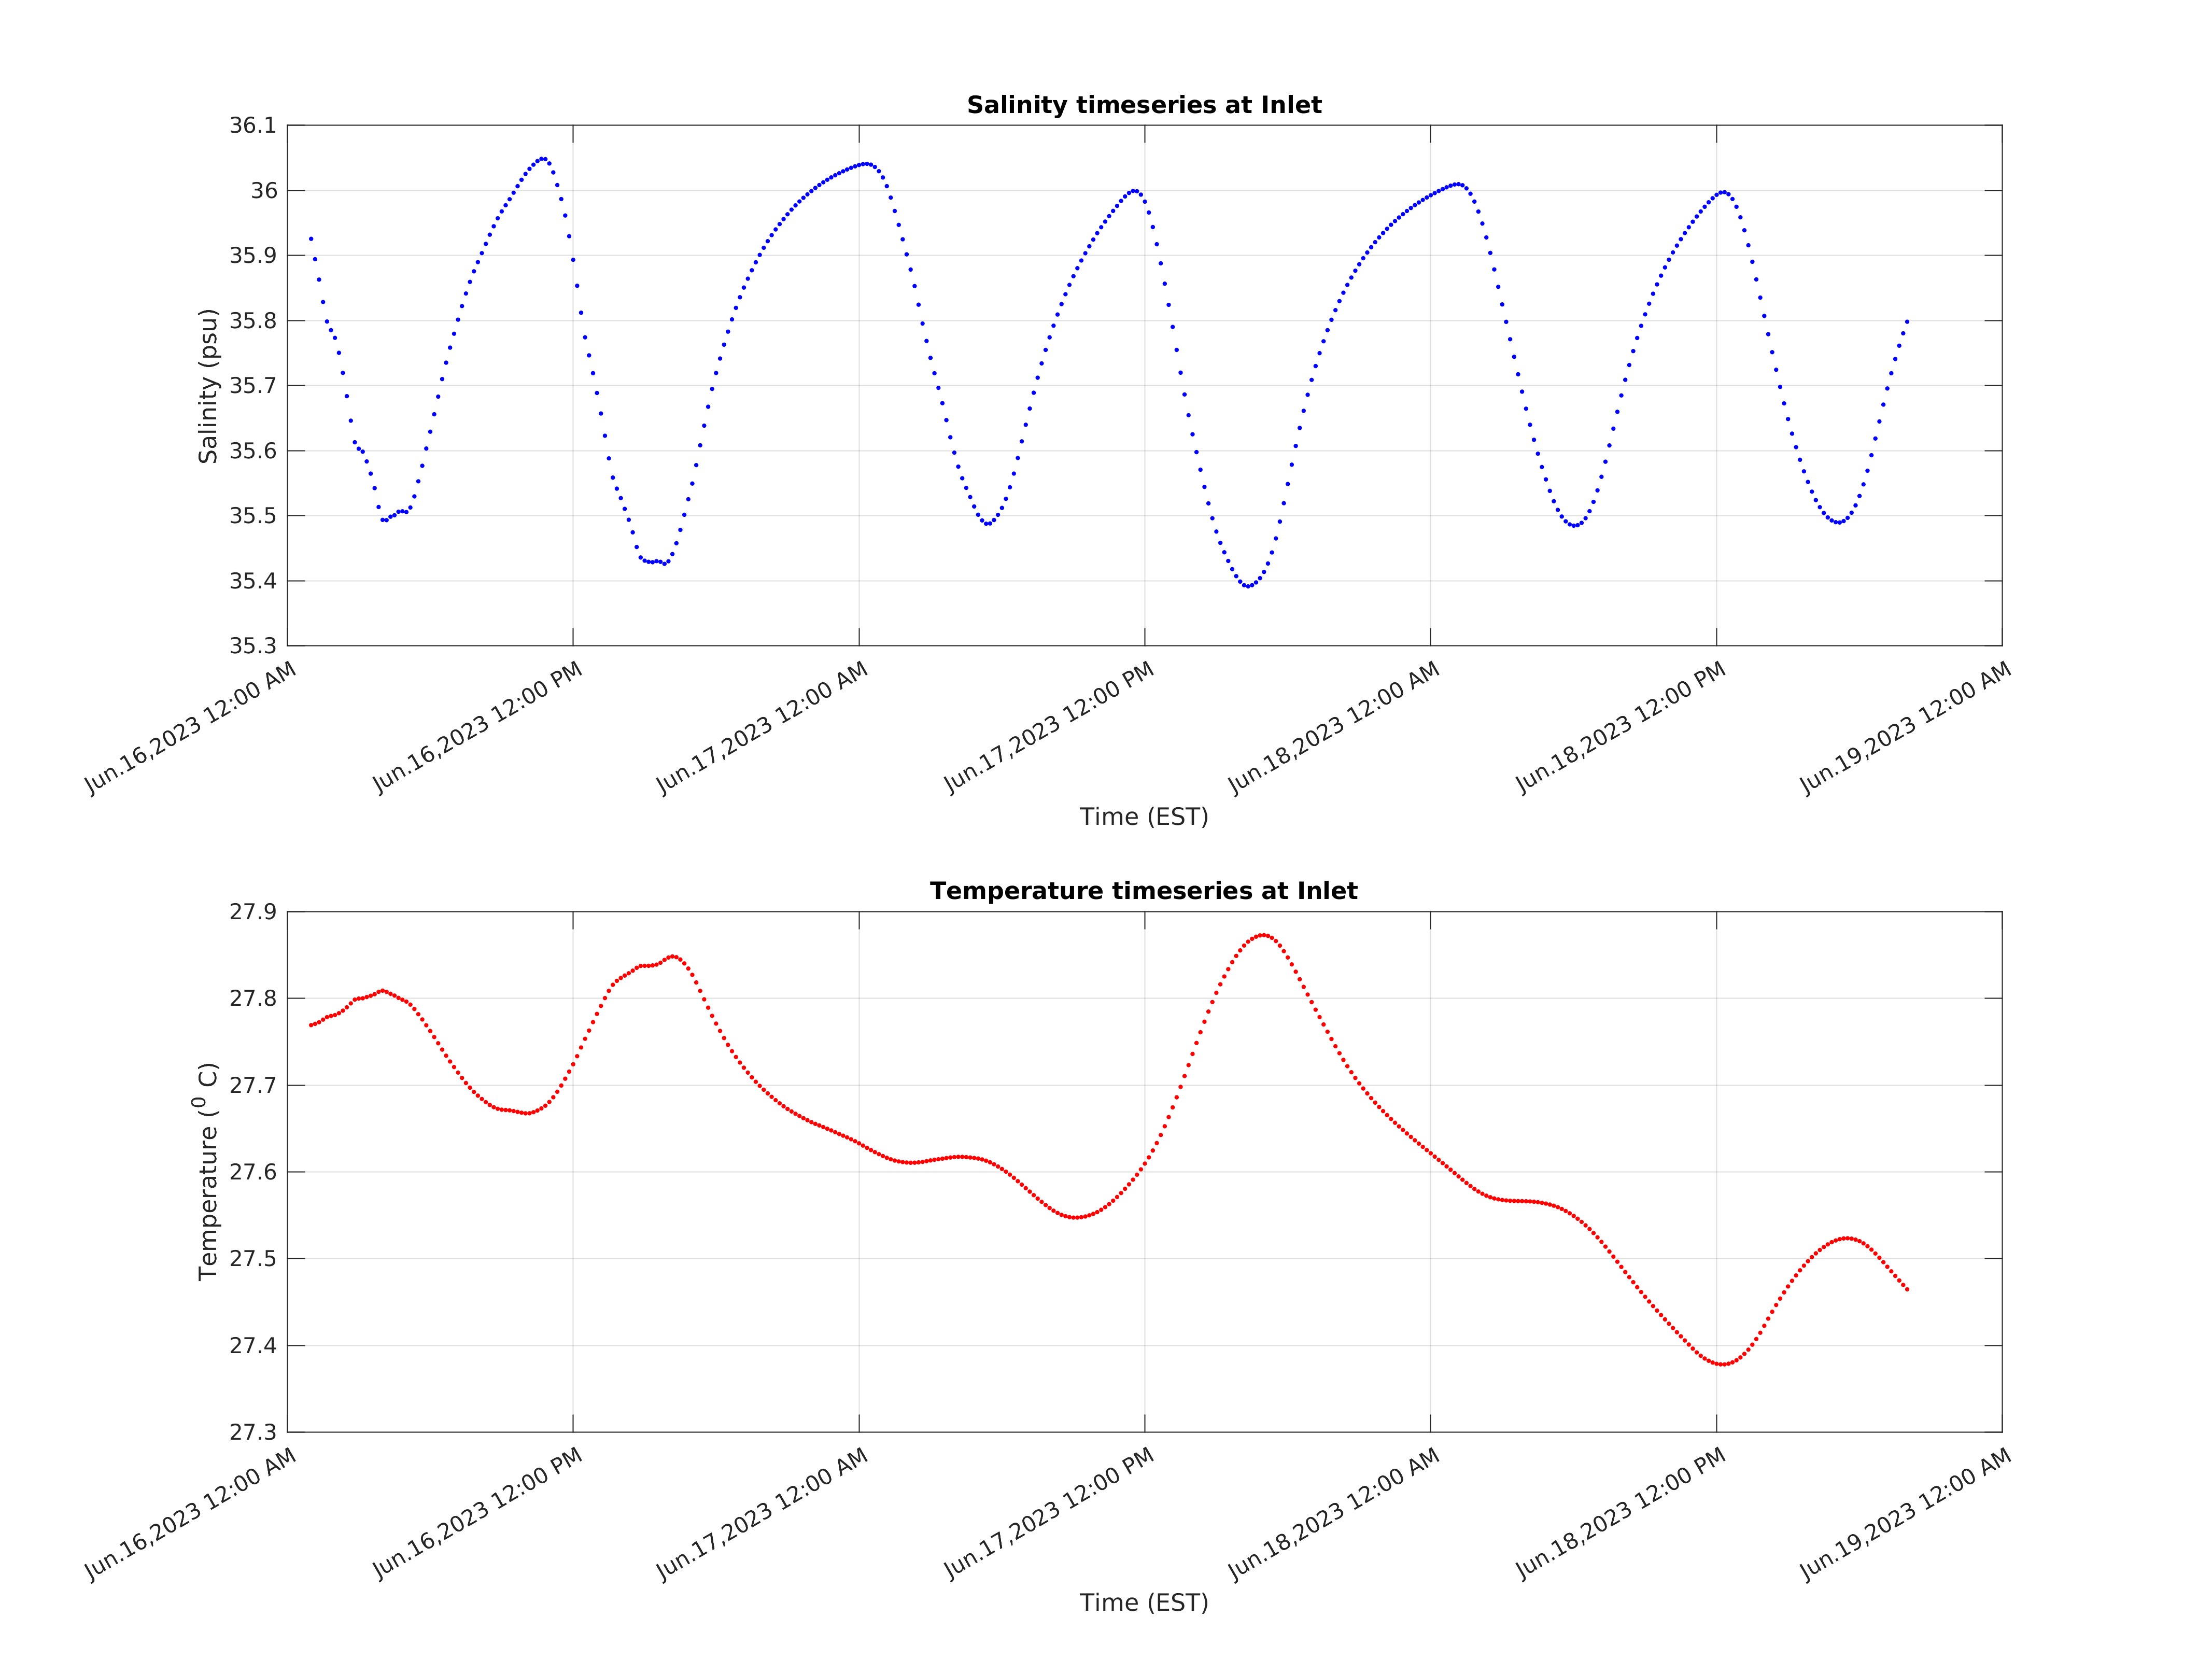 Salinity timeseries at Inlet
36.1
36
35.9
35.8
35.7
35.6
35.5
35.4
35.3
Salinity (psu)
Jun.16,2023 12:00 AM
Jun.16,2023 12:00 PM
Jun.17,2023 12:00 AM
Jun.17,2023 12:00 PM
Jun.18,2023 12:00 AM
Jun.18,2023 12:00 PM
Jun.19,2023 12:00 AM
Time (EST)
Temperature timeseries at Inlet
27.9
27.8
27.7
27.6
27.5
27.4
27.3
Temperature (⁰ C)
Jun.16,2023 12:00 AM
Jun.16,2023 12:00 PM
Jun.17,2023 12:00 AM
Jun.17,2023 12:00 PM
Jun.18,2023 12:00 AM
Jun.18,2023 12:00 PM
Jun.19,2023 12:00 AM
Time (EST)